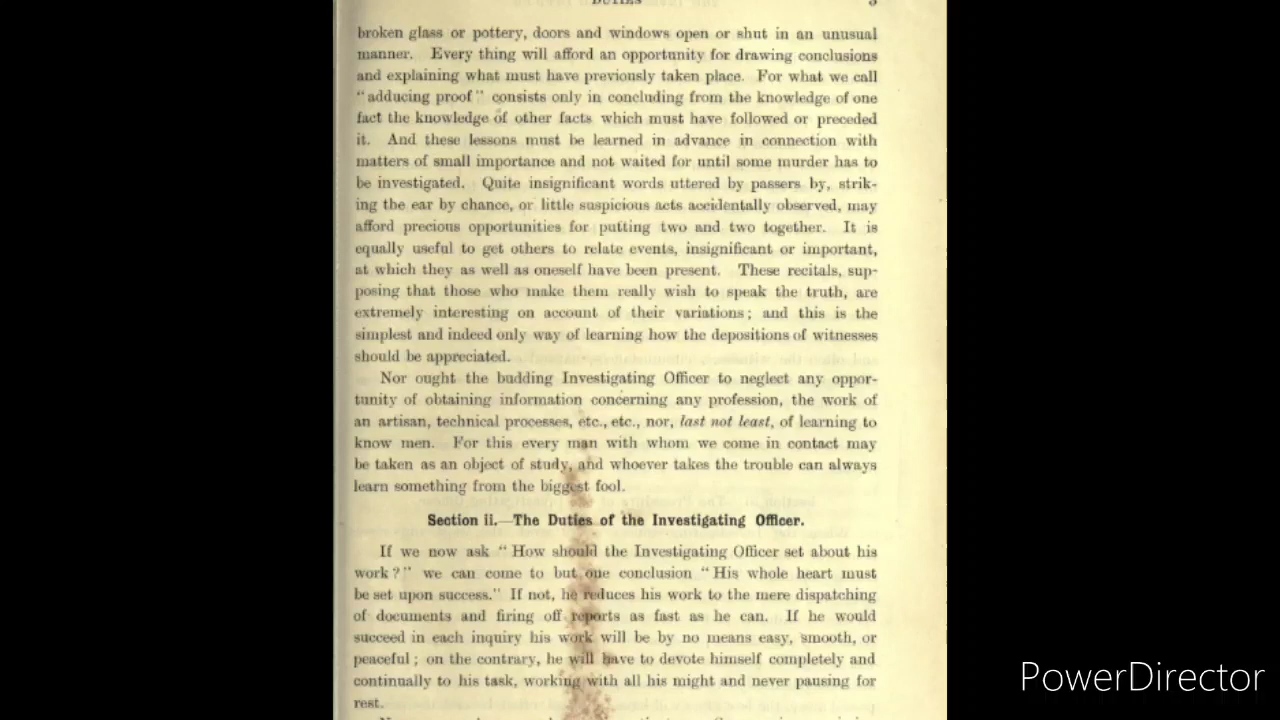 DUTIES
broken glass or pottery, doors and windows open or shut in an unusual
manner. Every thing will afford an opportunity for drawing conclusions
and explaining what must have previously taken place. For what we call
"adducing proof" consists only in concluding from the knowledge of one
fact the knowledge of other facts which must have followed or preceded
it. And these lessons must be learned in advance in connection with
matters of small importance and not waited for until some murder has to
be investigated. Quite insignificant words uttered by passers by, strik-
ing the ear by chance, or little suspicious acts accidentally observed, may
afford precious opportunities for putting two and two together. It is
equally useful to get others to relate events, insignificant or important,
at which they as well as oneself have been present. These recitals, sup-
posing that those who make them really wish to speak the truth, are
extremely interesting on account of their variations; and this is the
simplest and indeed only way of learning how the depositions of witnesses
should be appreciated.
Nor ought the budding Investigating Officer to neglect any oppor-
tunity of obtaining information concerning any profession, the work of
an artisan, technical processes, etc., etc., nor, last not least, of learning to
know men. For this every man with whom we come in contact may
be taken as an object of study, and whoever takes the trouble can always
learn something from the biggest fool.
Section ii.—The Duties of the Investigating Officer.
If we now ask "How should the Investigating Officer set about his
work?" we can come to but one conclusion "His whole heart must
be set upon success." If not, he reduces his work to the mere dispatching
of documents and firing off reports as fast as he can. If he would
succeed in each inquiry his work will be by no means easy, smooth, or
peaceful; on the contrary, he will have to devote himself completely and
continually to his task, working with all his might and never pausing for
rest.
PowerDirector